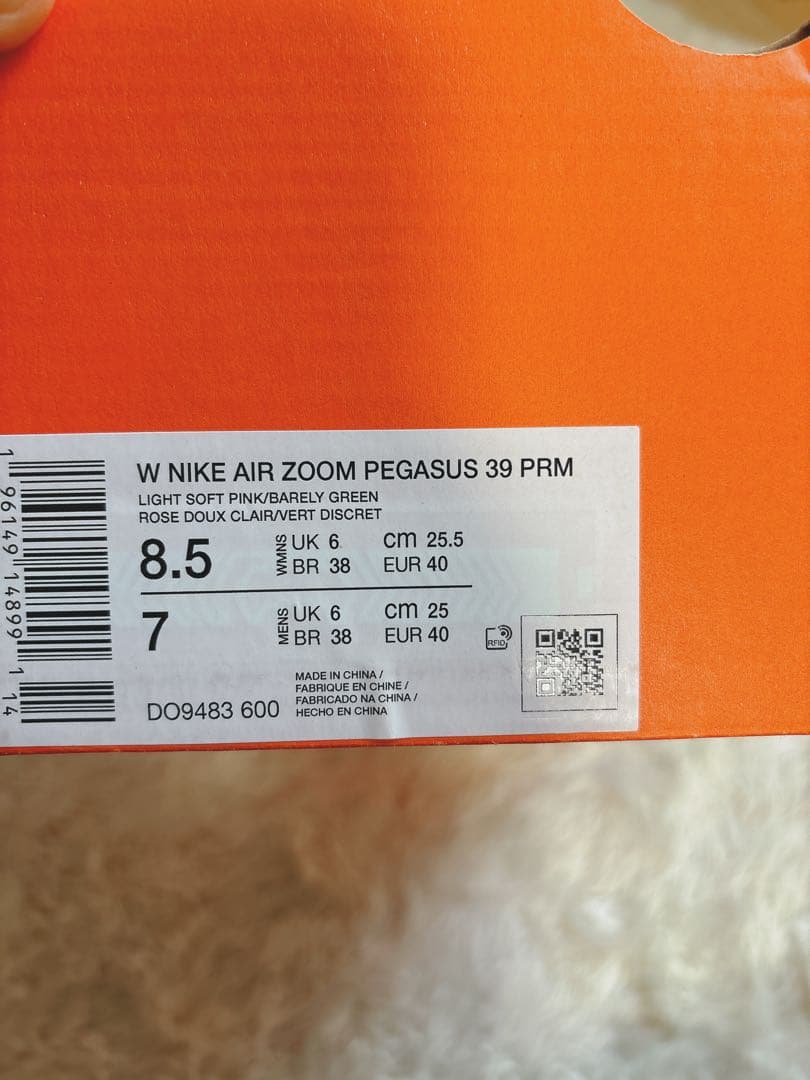 W NIKE AIR ZOOM PEGASUS 39 PRM
LIGHT SOFT PINK/BARELY GREEN
ROSE DOUX CLAIR/VERT DISCRET
8.5 WMNS UK 6 cm 25.5
BR 38 EUR 40
7 MENS UK 6 cm 25
BR 38 EUR 40
RFID
DO9483 600
MADE IN CHINA /
FABRIQUE EN CHINE /
FABRICADO NA CHINA /
HECHO EN CHINA
1 96149 14899 1 14